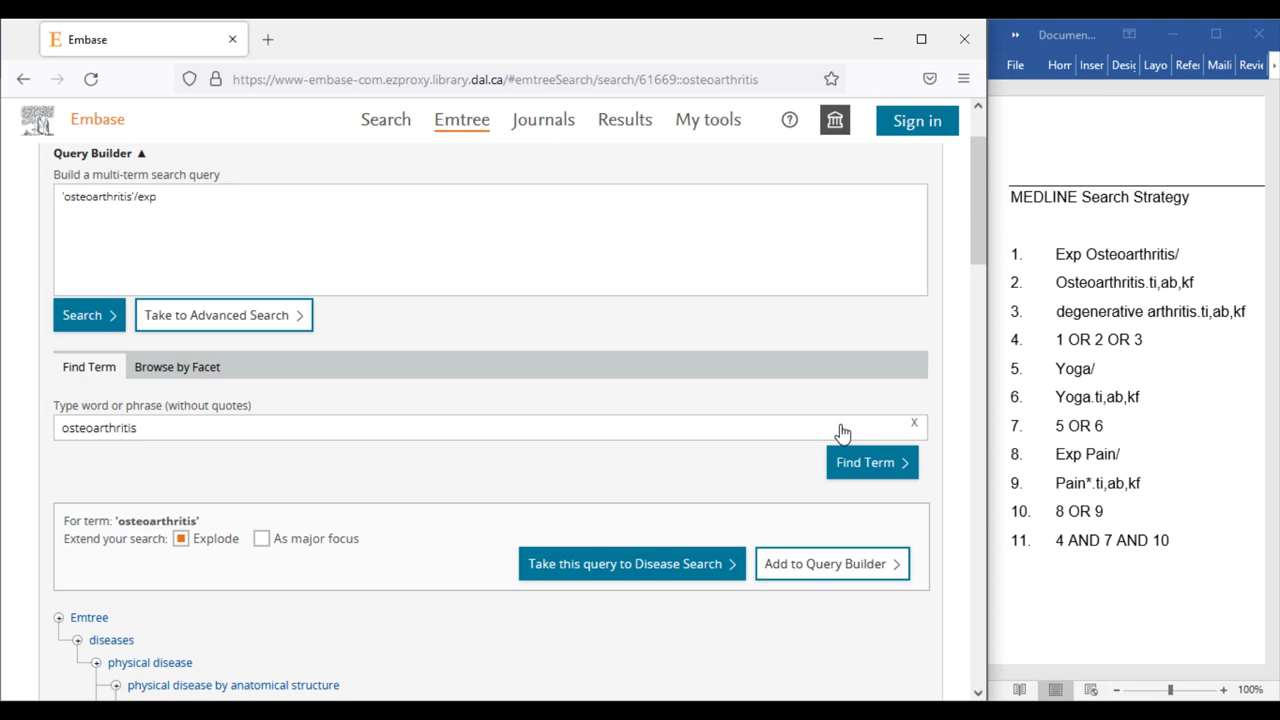 Embase
https://www-embase-com.ezproxy.library.dal.ca/#emtreeSearch/search/61669::osteoarthritis
Embase
Search Emtree Journals Results My tools Sign in
Query Builder ▲
Build a multi-term search query
'osteoarthritis'/exp
Search
Take to Advanced Search
Find Term Browse by Facet
Type word or phrase (without quotes)
osteoarthritis
X
Find Term
For term: 'osteoarthritis'
Extend your search: Explode As major focus
Take this query to Disease Search
Add to Query Builder
Emtree
diseases
physical disease
physical disease by anatomical structure
Documen...
File Horr Inser Desig Layo Refer Maili Revie
MEDLINE Search Strategy
1. Exp Osteoarthritis/
2. Osteoarthritis.ti,ab,kf
3. degenerative arthritis.ti,ab,kf
4. 1 OR 2 OR 3
5. Yoga/
6. Yoga.ti,ab,kf
7. 5 OR 6
8. Exp Pain/
9. Pain*.ti,ab,kf
10. 8 OR 9
11. 4 AND 7 AND 10
100%